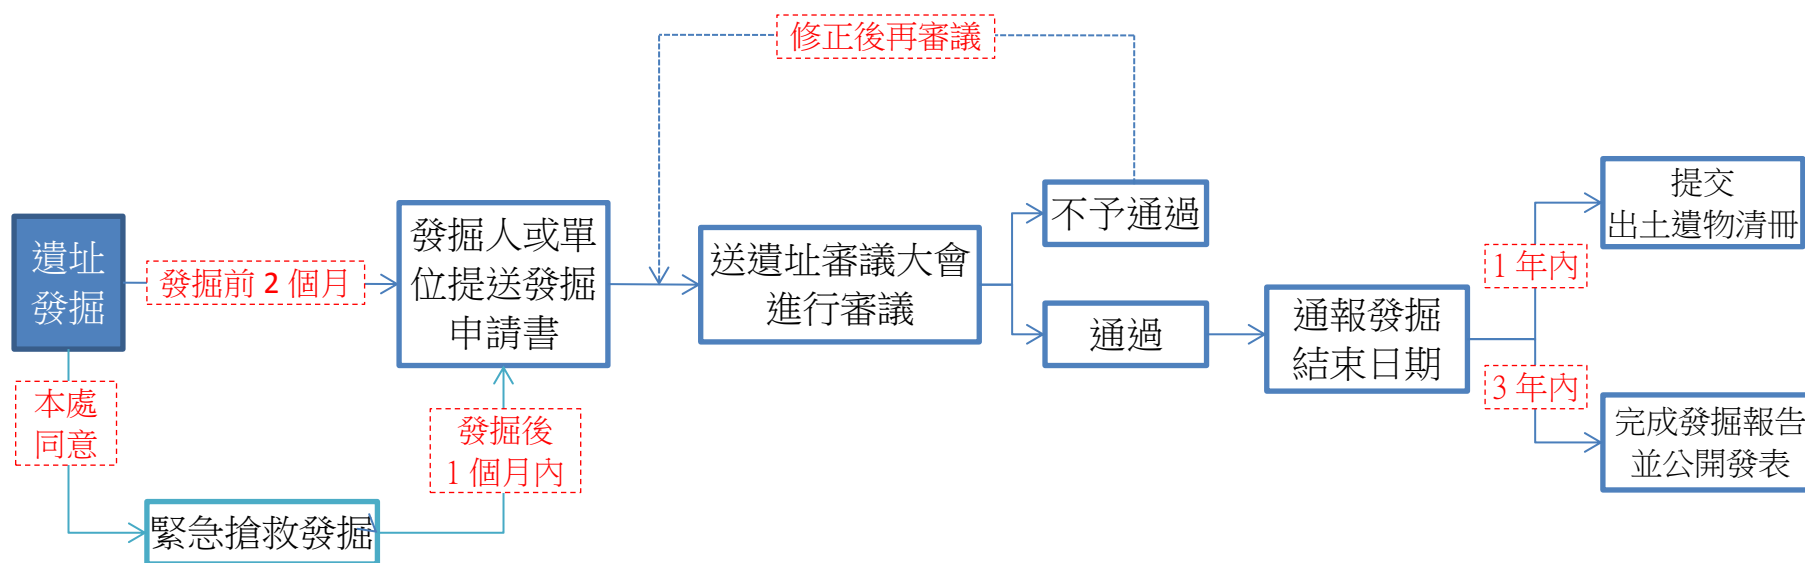 修正後再審議
遺址
發掘
發掘前 2 個月
發掘人或單
位提送發掘
申請書
送遺址審議大會
進行審議
不予通過
通過
通報發掘
結束日期
1 年內
提交
出土遺物清冊
3 年內
完成發掘報告
並公開發表
本處
同意
緊急搶救發掘
發掘後
1 個月內